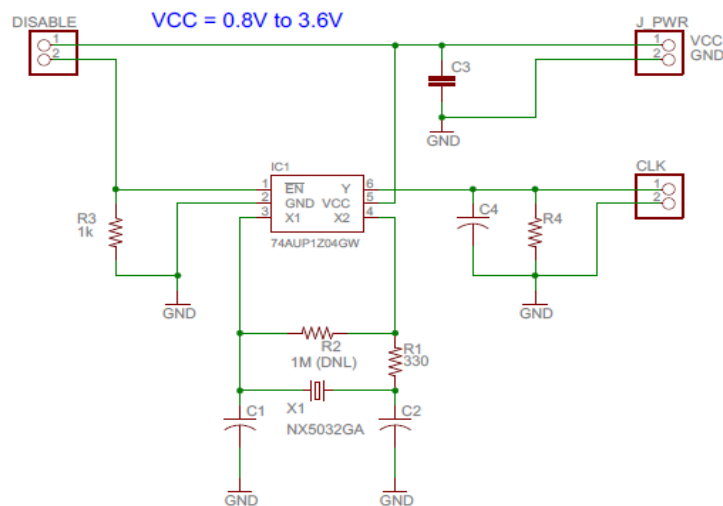 DISABLE
VCC = 0.8V to 3.6V
J_PWR
1
2
1
2
VCC
GND
C3
GND
IC1
CLK
1
2
3
EN
GND
X1
Y
VCC
X2
6
5
4
1
2
74AUP1Z04GW
R3
1k
C4
R4
GND
GND
R2
1M (DNL)
R1
330
C1
X1
NX5032GA
C2
GND
GND